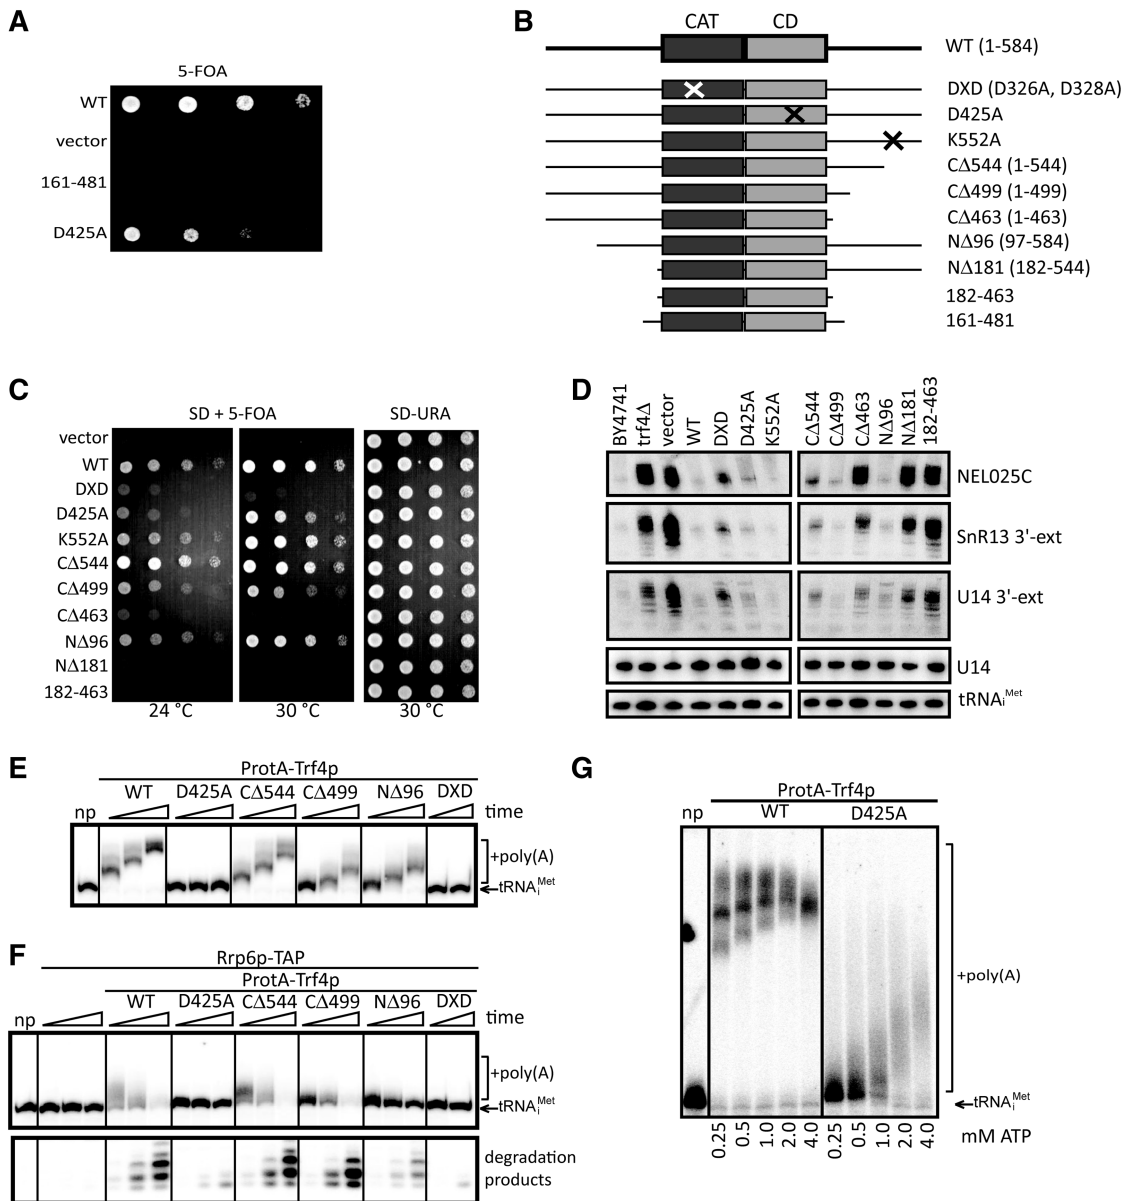 A
5-FOA
WT
vector
161-481
D425A
B
CAT CD
WT (1-584)
DXD (D326A, D328A)
D425A
K552A
CΔ544 (1-544)
CΔ499 (1-499)
CΔ463 (1-463)
NΔ96 (97-584)
NΔ181 (182-544)
182-463
161-481
C
SD + 5-FOA SD-URA
vector
WT
DXD
D425A
K552A
CΔ544
CΔ499
CΔ463
NΔ96
NΔ181
182-463
24 °C 30 °C 30 °C
D
BY4741 trf4Δ vector WT DXD D425A K552A CΔ544 CΔ499 CΔ463 NΔ96 NΔ181 182-463
NEL025C
SnR13 3'-ext
U14 3'-ext
U14
tRNAiMet
E
ProtA-Trf4p
WT D425A CΔ544 CΔ499 NΔ96 DXD
np time
+poly(A)
tRNAiMet
F
Rrp6p-TAP
ProtA-Trf4p
WT D425A CΔ544 CΔ499 NΔ96 DXD
np time
+poly(A)
tRNAiMet
degradation
products
G
ProtA-Trf4p
np WT D425A
+poly(A)
tRNAiMet
0.25 0.5 1.0 2.0 4.0 0.25 0.5 1.0 2.0 4.0 mM ATP